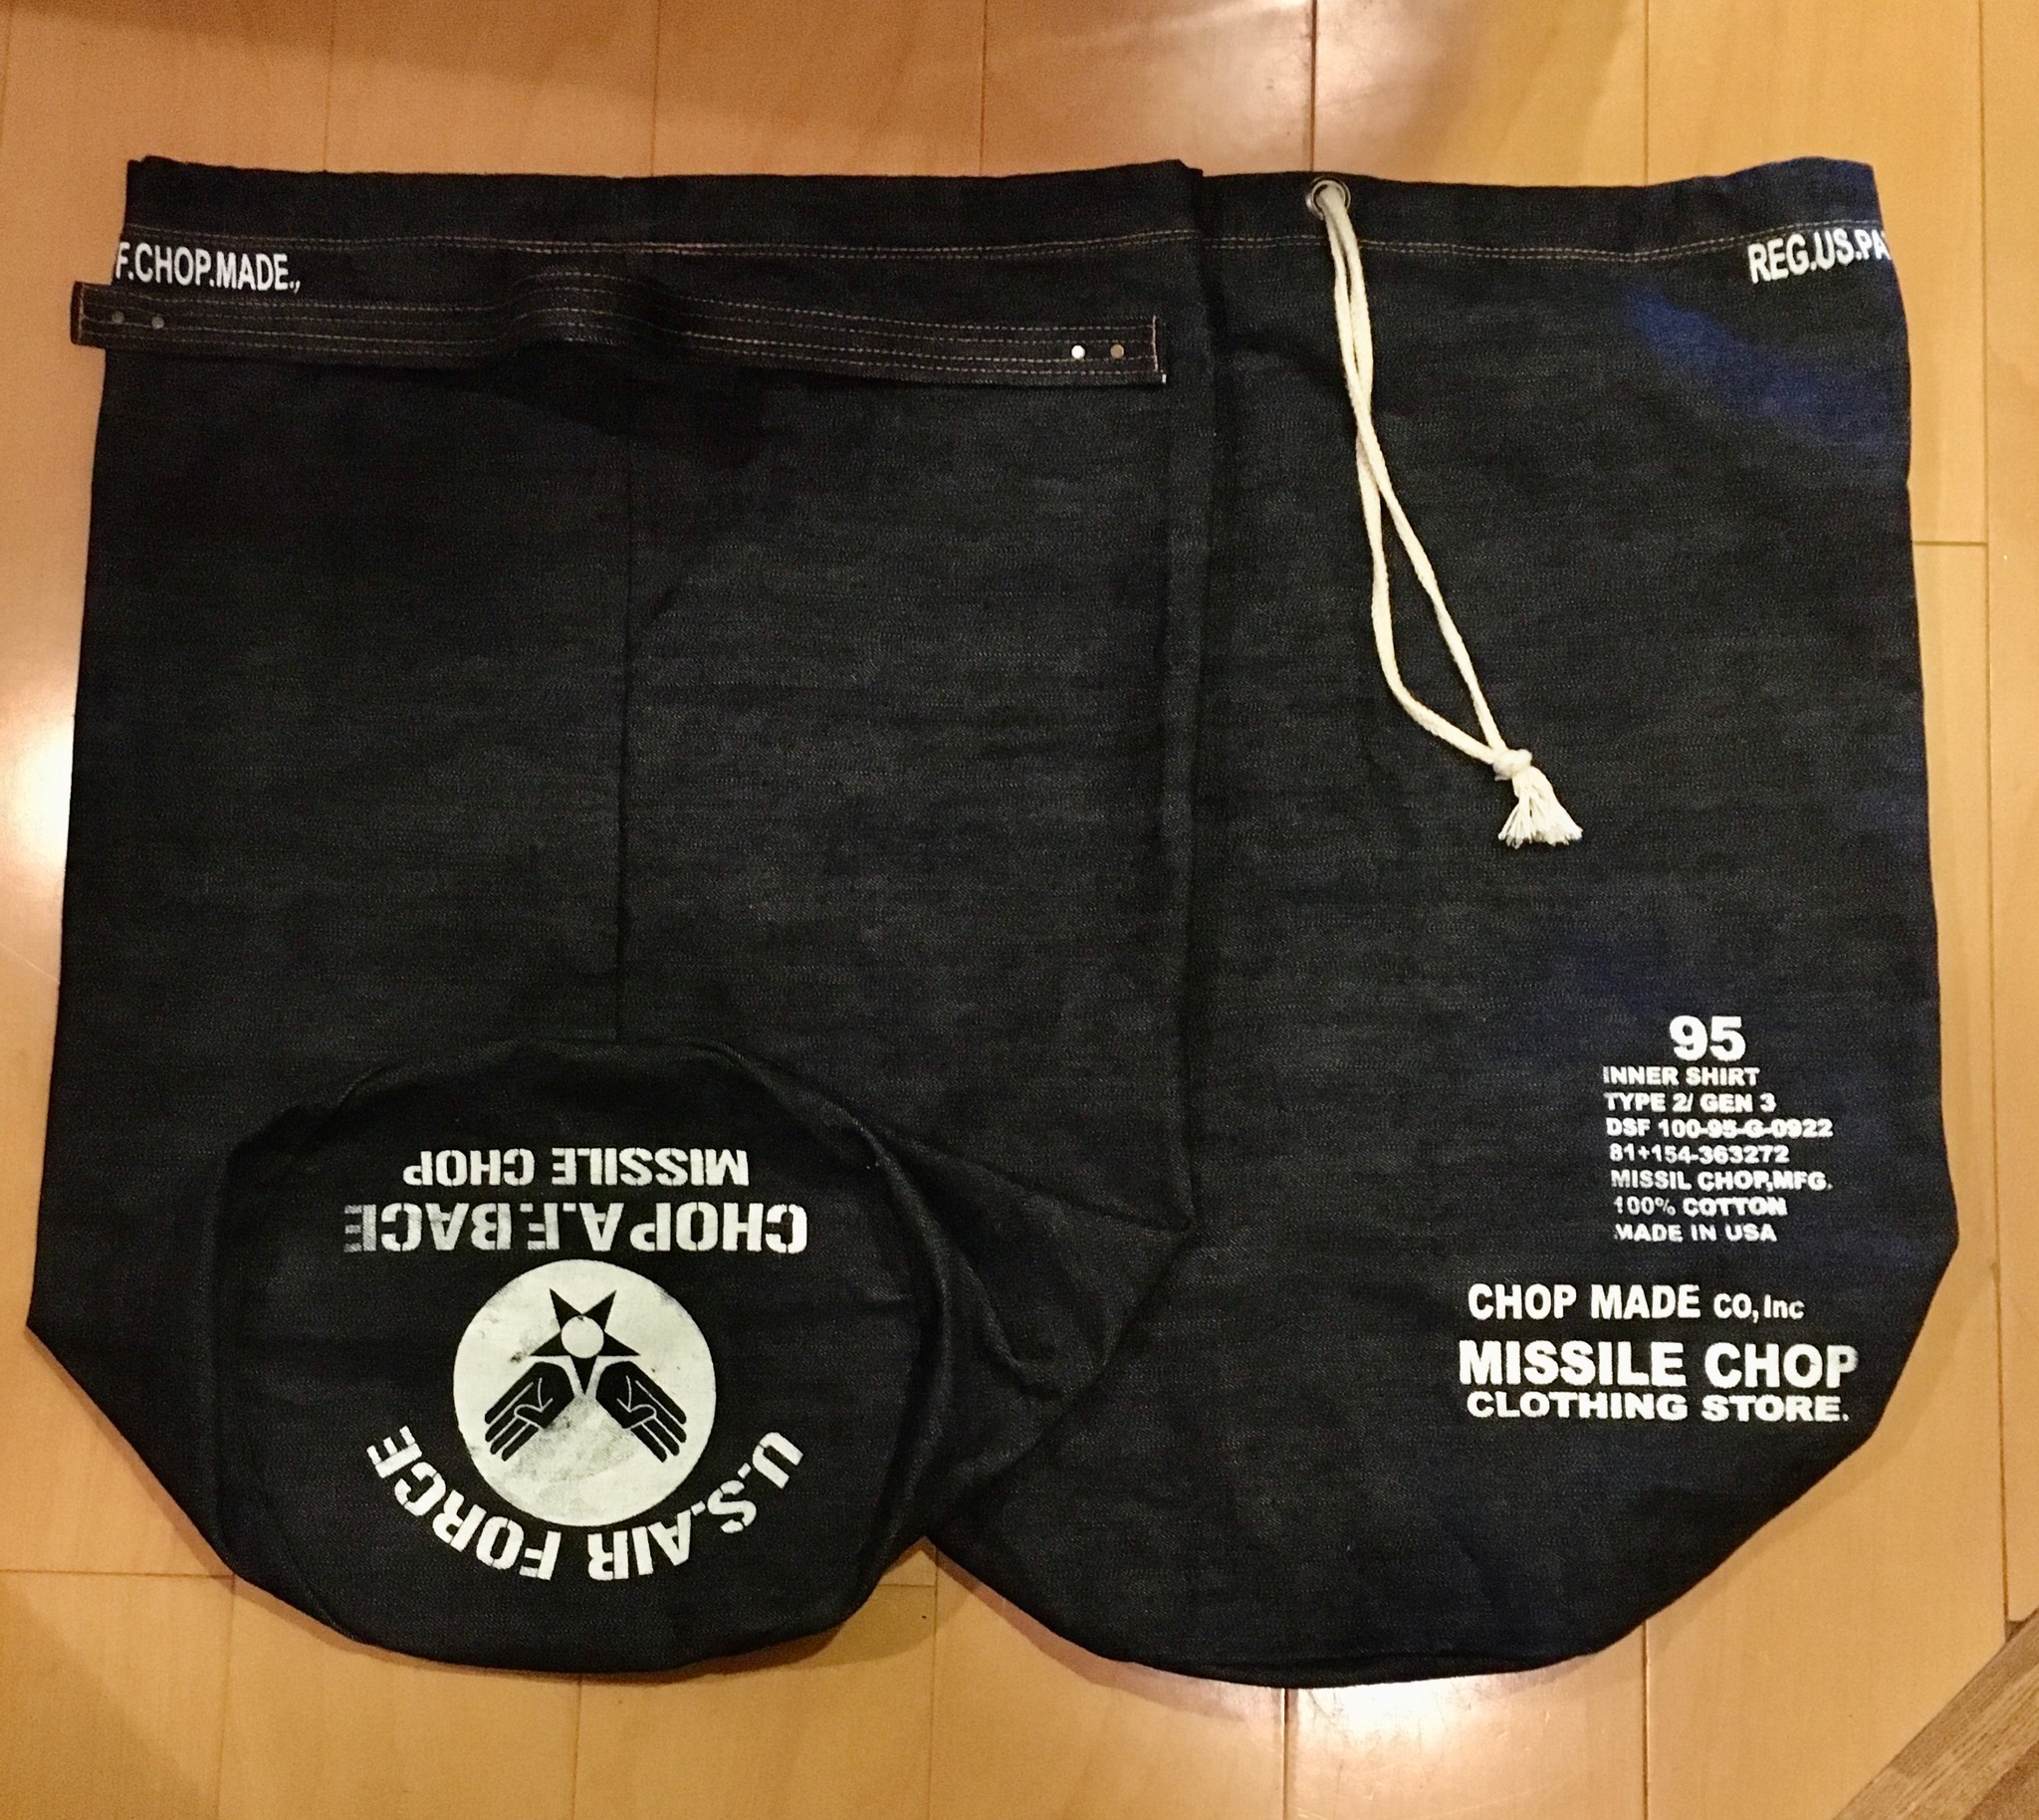 F.CHOP.MADE.,
REG.US.PA
95
INNER SHIRT
TYPE 2/ GEN 3
DSF 100-95-G-0922
81+154-363272
MISSIL CHOP,MFG.
100% COTTON
MADE IN USA
CHOP MADE CO,Inc
MISSILE CHOP
CLOTHING STORE.
U.S.AIR FORCE
CHOP A.F.BACE
MISSILE CHOP